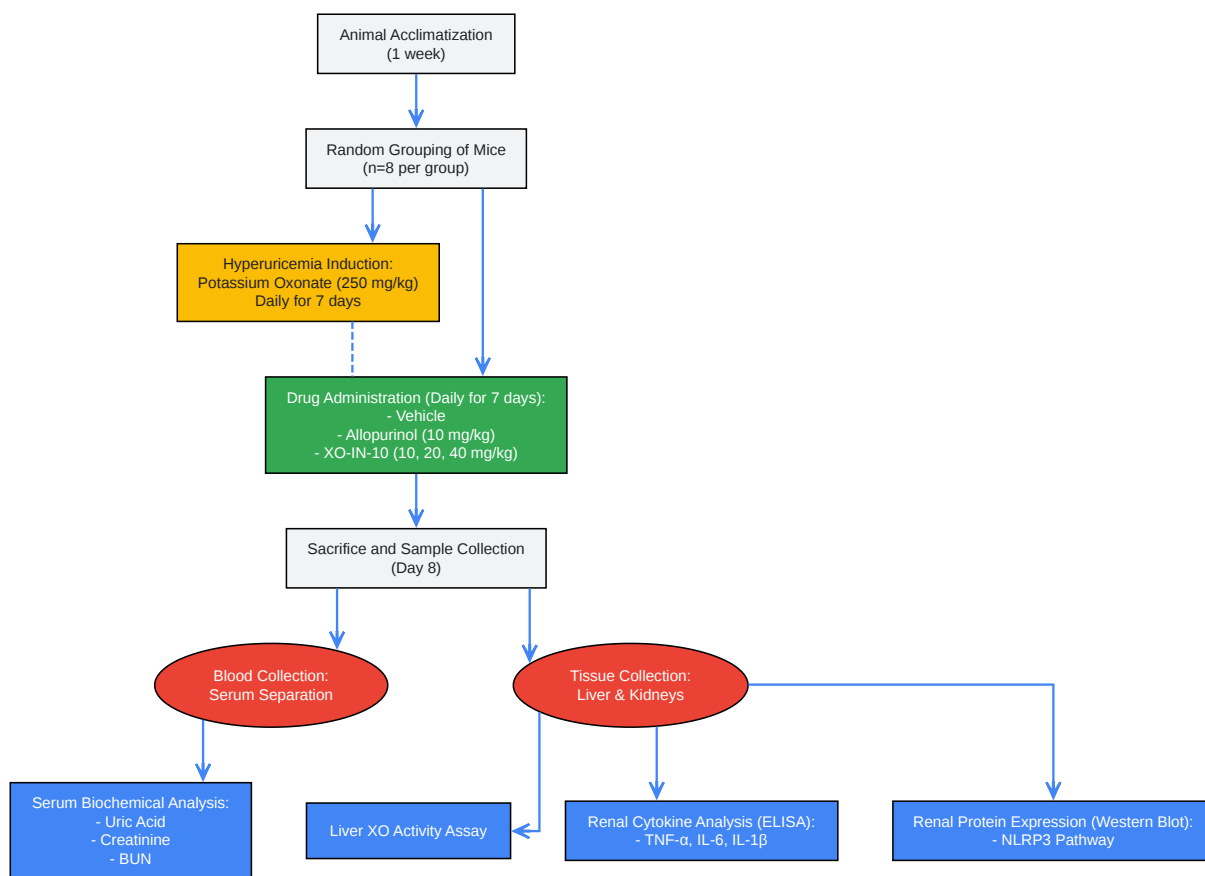 Animal Acclimatization
(1 week)
Random Grouping of Mice
(n=8 per group)
Hyperuricemia Induction:
Potassium Oxonate (250 mg/kg)
Daily for 7 days
Drug Administration (Daily for 7 days):
- Vehicle
- Allopurinol (10 mg/kg)
- XO-IN-10 (10, 20, 40 mg/kg)
Sacrifice and Sample Collection
(Day 8)
Blood Collection:
Serum Separation
Tissue Collection:
Liver & Kidneys
Serum Biochemical Analysis:
- Uric Acid
- Creatinine
- BUN
Liver XO Activity Assay
Renal Cytokine Analysis (ELISA):
- TNF-α, IL-6, IL-1β
Renal Protein Expression (Western Blot):
- NLRP3 Pathway